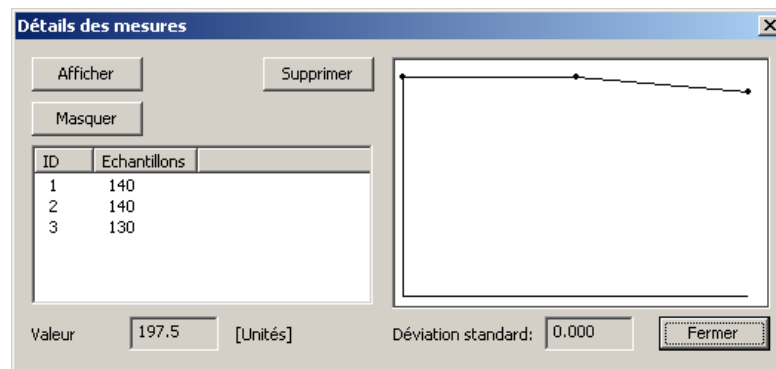 Détails des mesures
Afficher
Supprimer
Masquer
ID Echantillons
1 140
2 140
3 130
Valeur 197.5 [Unités] Déviation standard: 0.000 Fermer